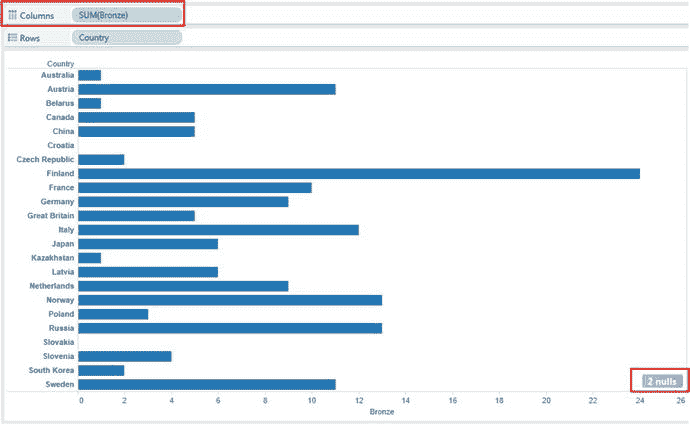 Columns SUM(Bronze)
Rows Country
Country
Australia
Austria
Belarus
Canada
China
Croatia
Czech Republic
Finland
France
Germany
Great Britain
Italy
Japan
Kazakhstan
Latvia
Netherlands
Norway
Poland
Russia
Slovakia
Slovenia
South Korea
Sweden
2 nulls
0 2 4 6 8 10 12 14 16 18 20 22 24 26
Bronze